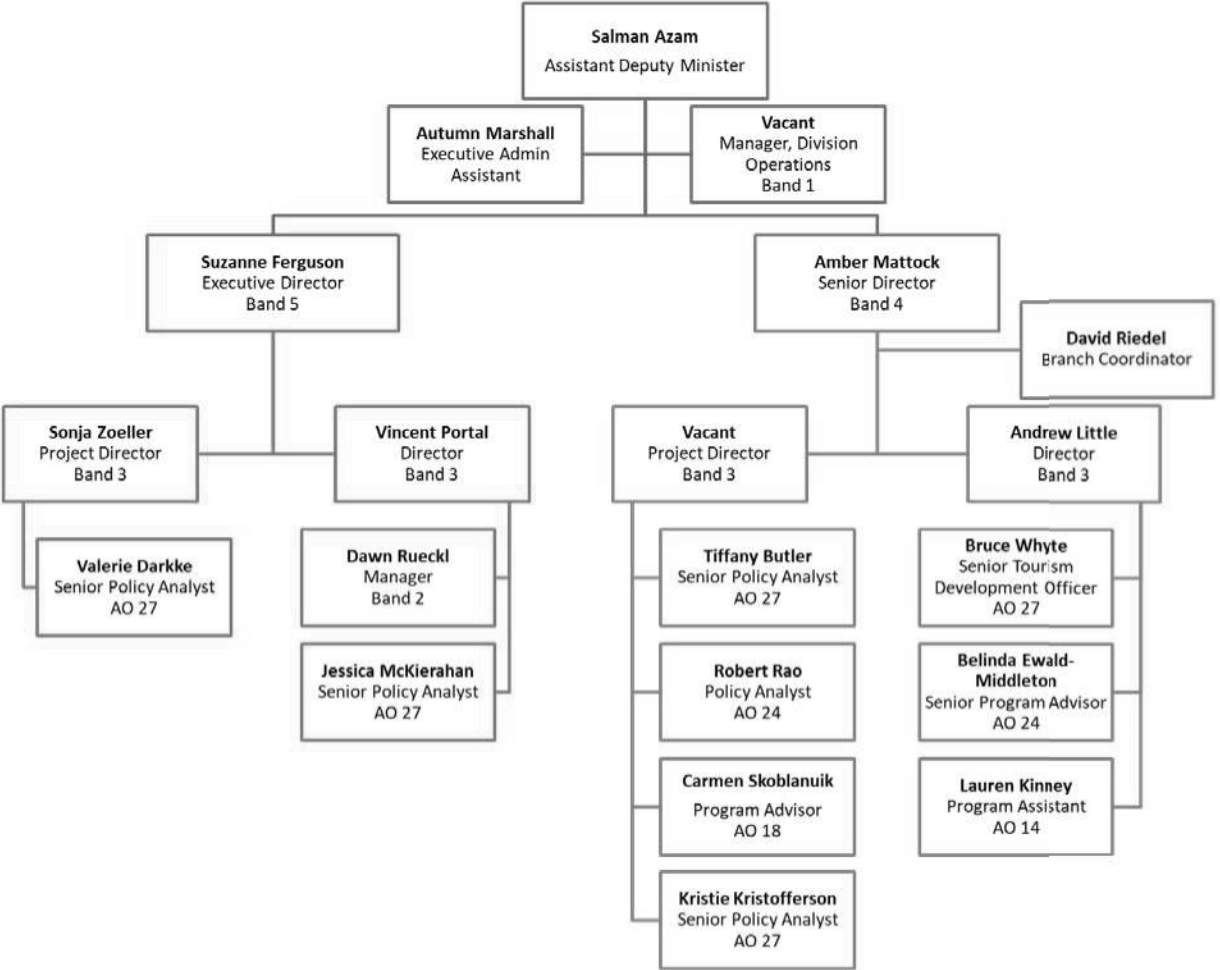 Salman Azam
Assistant Deputy Minister
Autumn Marshall
Executive Admin
Assistant
Vacant
Manager, Division
Operations
Band 1
Suzanne Ferguson
Executive Director
Band 5
Amber Mattock
Senior Director
Band 4
David Riedel
Branch Coordinator
Sonja Zoeller
Project Director
Band 3
Vincent Portal
Director
Band 3
Vacant
Project Director
Band 3
Andrew Little
Director
Band 3
Valerie Darkke
Senior Policy Analyst
AO 27
Dawn Rueckl
Manager
Band 2
Jessica McKierahan
Senior Policy Analyst
AO 27
Tiffany Butler
Senior Policy Analyst
AO 27
Robert Rao
Policy Analyst
AO 24
Carmen Skoblanuik
Program Advisor
AO 18
Kristie Kristofferson
Senior Policy Analyst
AO 27
Bruce Whyte
Senior Tourism
Development Officer
AO 27
Belinda Ewald-
Middleton
Senior Program Advisor
AO 24
Lauren Kinney
Program Assistant
AO 14